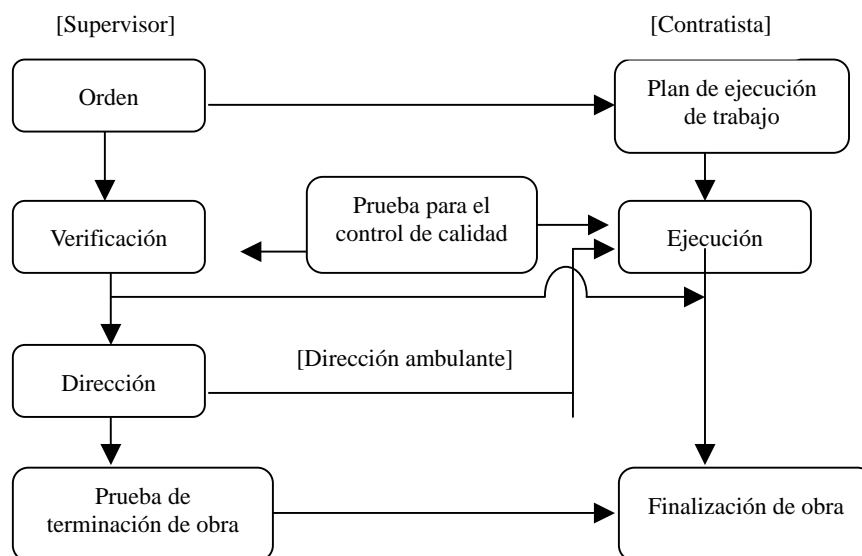 [Supervisor]
[Contratista]
Orden
Plan de ejecución
de trabajo
Verificación
Prueba para el
control de calidad
Ejecución
[Dirección ambulante]
Dirección
Prueba de
terminación de obra
Finalización de obra